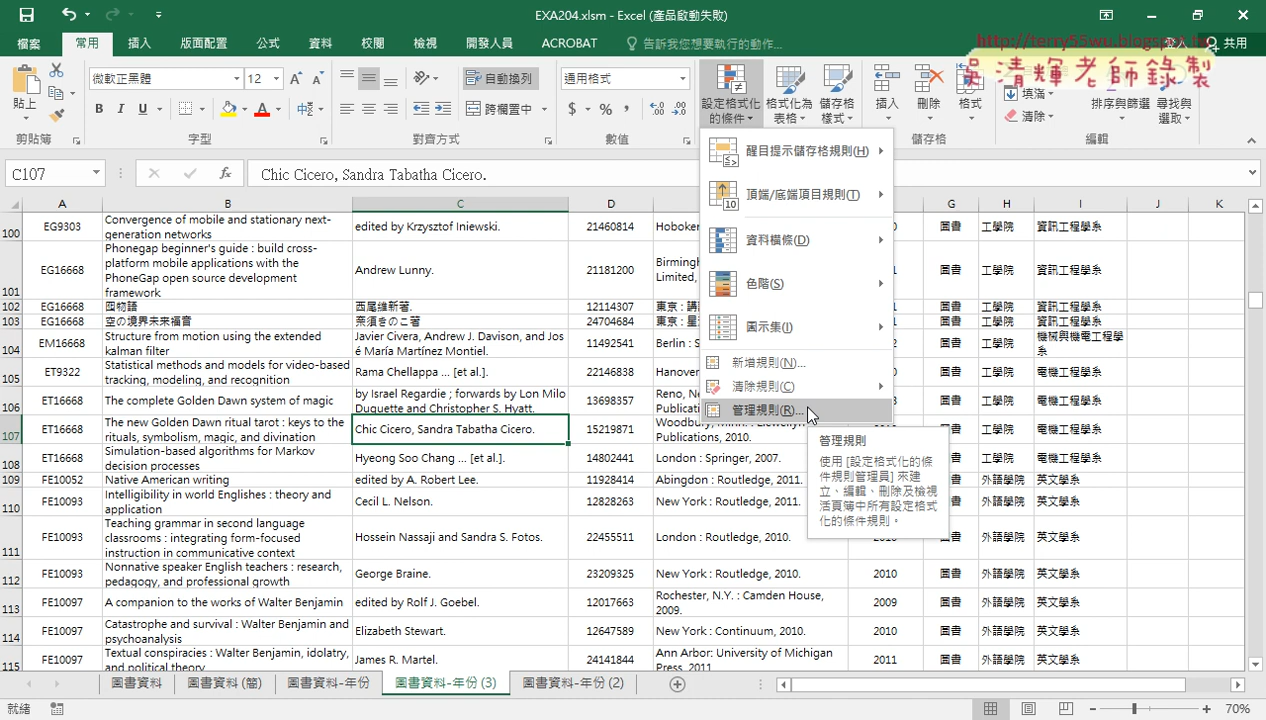 EXA204.xlsm - Excel (產品啟動失敗)
http://terry55wu.blogspot.tw
吳清輝老師錄製
檔案 常用 插入 版面配置 公式 資料 校閱 檢視 開發人員 ACROBAT 告訴我您想要執行的動作... 登入 共用
微軟正黑體 12 自動換列 通用格式
貼上 跨欄置中 設定格式化的條件 格式化為表格 儲存格樣式 插入 刪除 格式 填滿 清除 排序與篩選 尋找與選取
剪貼簿 字型 對齊方式 數值 儲存格 編輯
C107 fx Chic Cicero, Sandra Tabatha Cicero.
醒目提示儲存格規則(H)
頂端/底端項目規則(T)
資料橫條(D)
色階(S)
圖示集(I)
新增規則(N)...
清除規則(C)
管理規則(R)...
管理規則
使用 [設定格式化的條
件規則管理員] 來建
立、編輯、刪除及檢視
活頁簿中所有設定格式
化的條件規則。
A B C D G H I J K
100 EG9303 Convergence of mobile and stationary next-generation networks edited by Krzysztof Iniewski. 21460814 Hoboken 圖書 工學院 資訊工程學系
101 EG16668 Phonegap beginner's guide : build cross-platform mobile applications with the PhoneGap open source development framework Andrew Lunny. 21181200 Birmingh Limited, 圖書 工學院 資訊工程學系
102 EG16668 囮物語 西尾維新著. 12114307 東京 : 講 圖書 工學院 資訊工程學系
103 EG16668 空の境界未来福音 奈須きのこ著 24704684 東京 : 星 圖書 工學院 資訊工程學系
104 EM16668 Structure from motion using the extended kalman filter Javier Civera, Andrew J. Davison, and José María Martínez Montiel. 11492541 Berlin : S 圖書 工學院 機械與機電工程學系
105 ET9322 Statistical methods and models for video-based tracking, modeling, and recognition Rama Chellappa ... [et al.]. 22146838 Hanover 圖書 工學院 電機工程學系
106 ET16668 The complete Golden Dawn system of magic by Israel Regardie ; forwards by Lon Milo Duquette and Christopher S. Hyatt. 13698357 Reno, Ne Publicatio 圖書 工學院 電機工程學系
107 ET16668 The new Golden Dawn ritual tarot : keys to the rituals, symbolism, magic, and divination Chic Cicero, Sandra Tabatha Cicero. 15219871 Woodbury, Minn. : Llewellyn Publications, 2010. 圖書 工學院 電機工程學系
108 ET16668 Simulation-based algorithms for Markov decision processes Hyeong Soo Chang ... [et al.]. 14802441 London : Springer, 2007. 圖書 工學院 電機工程學系
109 FE10052 Native American writing edited by A. Robert Lee. 11928414 Abingdon : Routledge, 2011. 圖書 外語學院 英文學系
110 FE10093 Intelligibility in world Englishes : theory and application Cecil L. Nelson. 12828263 New York : Routledge, 2011. 圖書 外語學院 英文學系
111 FE10093 Teaching grammar in second language classrooms : integrating form-focused instruction in communicative context Hossein Nassaji and Sandra S. Fotos. 22455511 London : Routledge, 2010. 2010 圖書 外語學院 英文學系
112 FE10093 Nonnative speaker English teachers : research, pedagogy, and professional growth George Braine. 23209325 New York : Routledge, 2010. 2010 圖書 外語學院 英文學系
113 FE10097 A companion to the works of Walter Benjamin edited by Rolf J. Goebel. 12017663 Rochester, N.Y. : Camden House, 2009. 2009 圖書 外語學院 英文學系
114 FE10097 Catastrophe and survival : Walter Benjamin and psychoanalysis Elizabeth Stewart. 12647589 New York : Continuum, 2010. 2010 圖書 外語學院 英文學系
115 FE10097 Textual conspiracies : Walter Benjamin, idolatry, and political theory James R. Martel. 24141844 Ann Arbor: University of Michigan Press, 2011 2011 圖書 外語學院 英文學系
圖書資料 圖書資料 (簡) 圖書資料-年份 圖書資料-年份 (3) 圖書資料-年份 (2)
就緒 70%